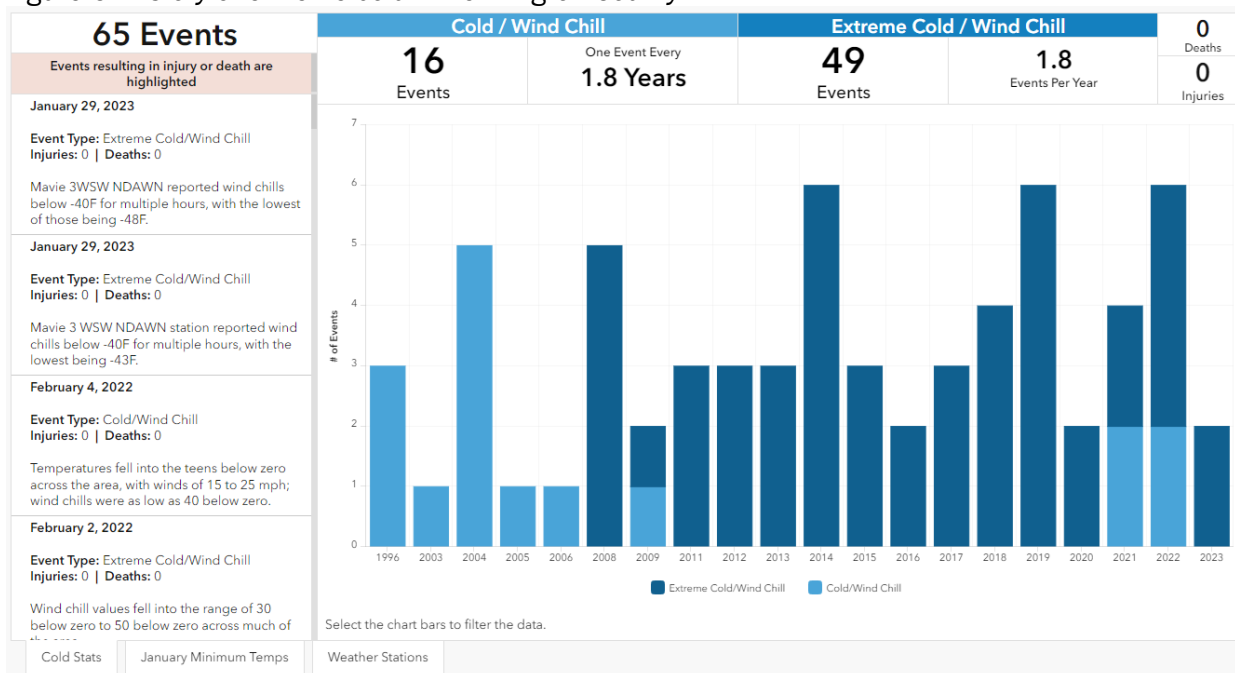 65 Events
Events resulting in injury or death are
highlighted
January 29, 2023
Event Type: Extreme Cold/Wind Chill
Injuries: 0 | Deaths: 0
Mavie 3WSW NDAWN reported wind chills
below -40F for multiple hours, with the lowest
of those being -48F.
January 29, 2023
Event Type: Extreme Cold/Wind Chill
Injuries: 0 | Deaths: 0
Mavie 3 WSW NDAWN station reported wind
chills below -40F for multiple hours, with the
lowest being -43F.
February 4, 2022
Event Type: Cold/Wind Chill
Injuries: 0 | Deaths: 0
Temperatures fell into the teens below zero
across the area, with winds of 15 to 25 mph;
wind chills were as low as 40 below zero.
February 2, 2022
Event Type: Extreme Cold/Wind Chill
Injuries: 0 | Deaths: 0
Wind chill values fell into the range of 30
below zero to 50 below zero across much of
Cold / Wind Chill
16
Events
One Event Every
1.8 Years
Extreme Cold / Wind Chill
49
Events
1.8
Events Per Year
0
Deaths
0
Injuries
# of Events
7
6
5
4
3
2
1
0
1996 2003 2004 2005 2006 2008 2009 2011 2012 2013 2014 2015 2016 2017 2018 2019 2020 2021 2022 2023
Extreme Cold/Wind Chill Cold/Wind Chill
Select the chart bars to filter the data.
Cold Stats January Minimum Temps Weather Stations